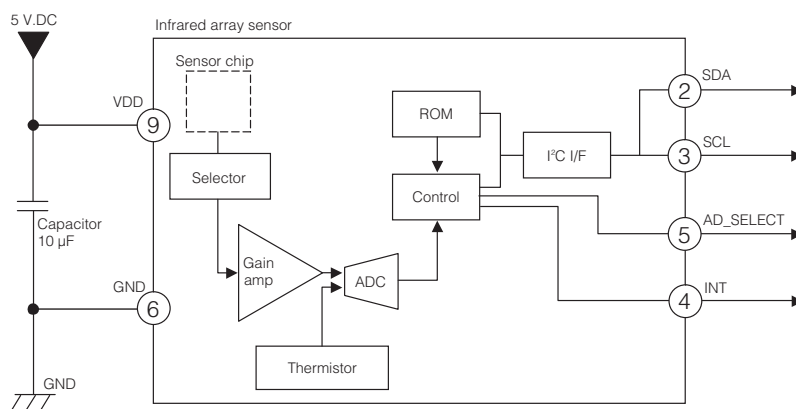 5 V.DC
Infrared array sensor
Sensor chip
SDA
2
VDD
9
ROM
I²C I/F
SCL
3
Selector
Control
Capacitor
10 µF
AD_SELECT
5
Gain
amp
ADC
GND
6
INT
4
Thermistor
GND